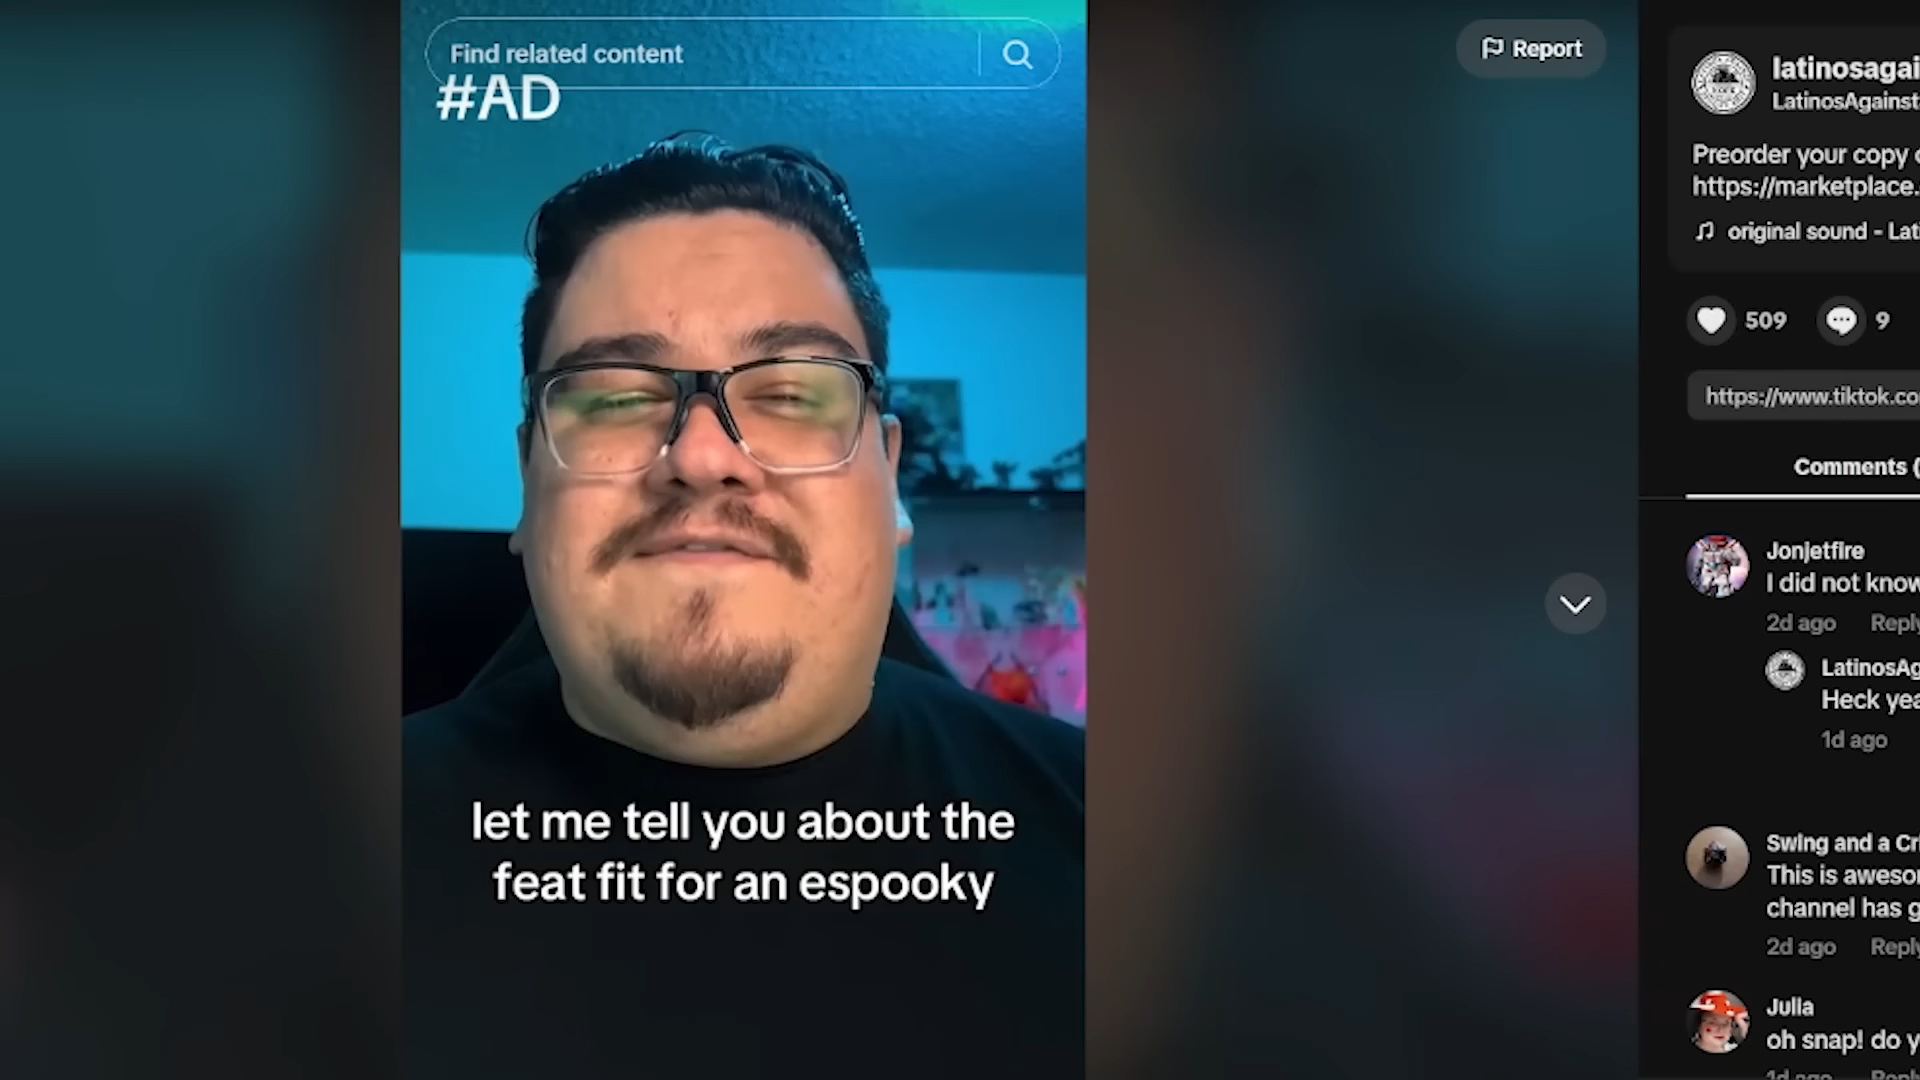 Find related content
#AD
let me tell you about the
feat fit for an espooky
Report
latinosagai
LatinosAgainst
Preorder your copy
https://marketplace.
original sound - Lat
509
9
https://www.tiktok.co
Comments (
Jonjetfire
I did not know
2d ago Reply
LatinosAg
Heck yea
1d ago
Swing and a Cr
This is aweso
channel has g
2d ago Reply
Julia
oh snap! do y
1d ago Reply